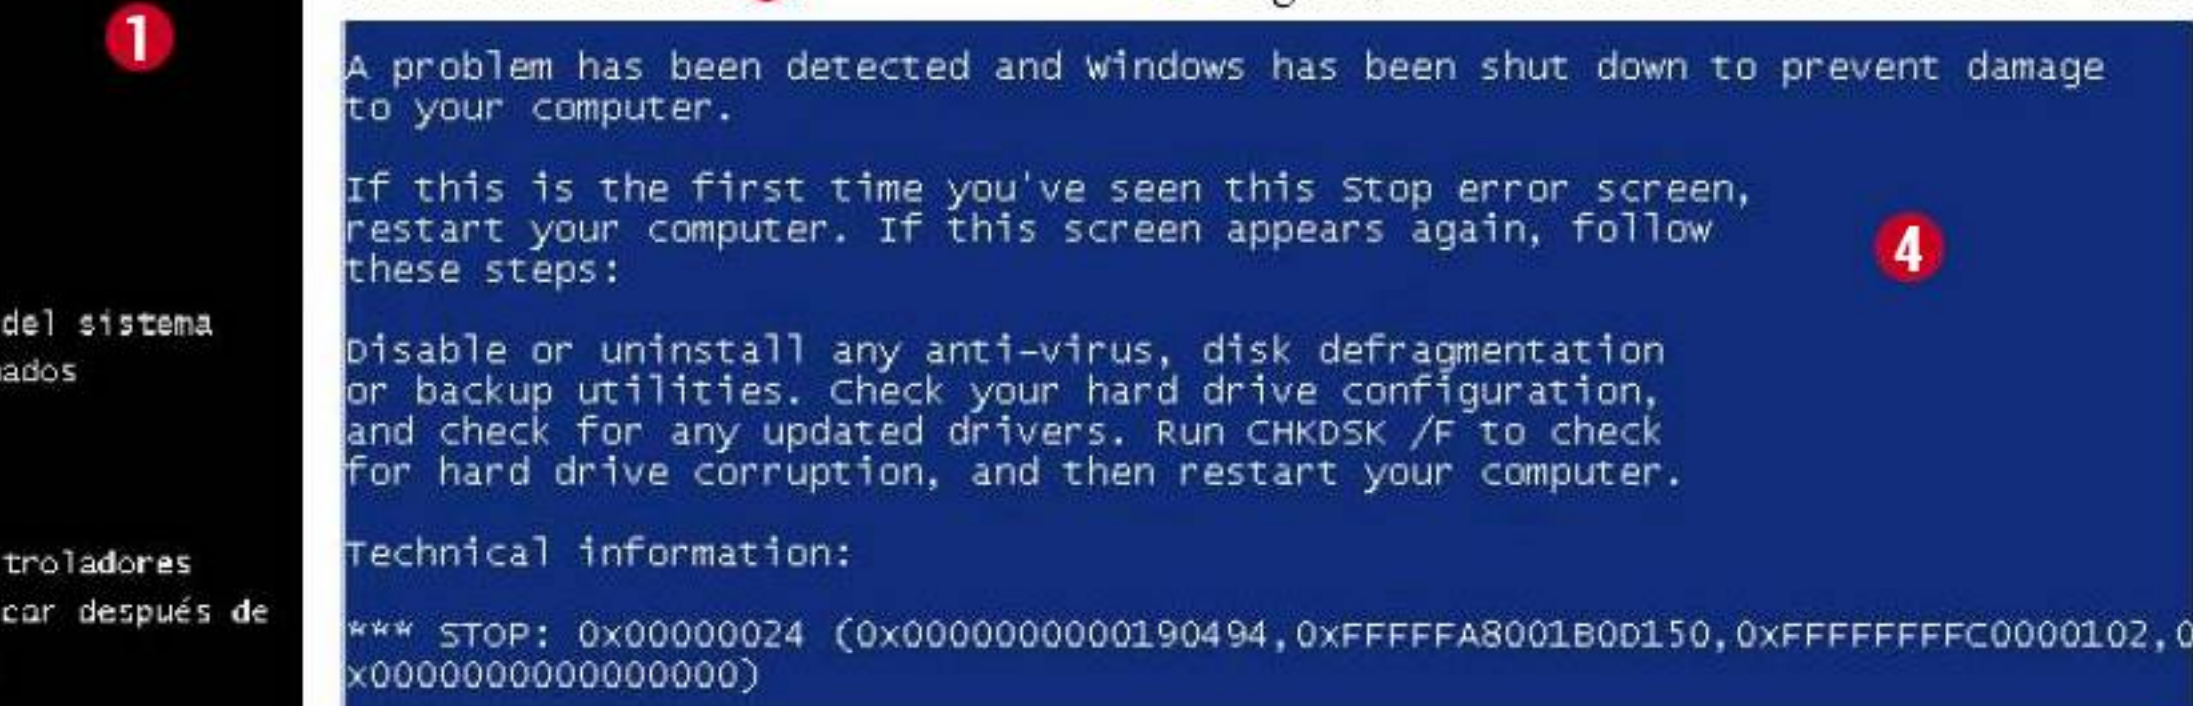 1
del sistema
ados
troladores
car después de
A problem has been detected and windows has been shut down to prevent damage
to your computer.
If this is the first time you've seen this Stop error screen,
restart your computer. If this screen appears again, follow
these steps:
4
Disable or uninstall any anti-virus, disk defragmentation
or backup utilities. Check your hard drive configuration,
and check for any updated drivers. Run CHKDSK /F to check
for hard drive corruption, and then restart your computer.
Technical information:
*** STOP: 0x00000024 (0x0000000000190494,0xFFFFFA8001B0D150,0xFFFFFFFFC0000102,0
x0000000000000000)